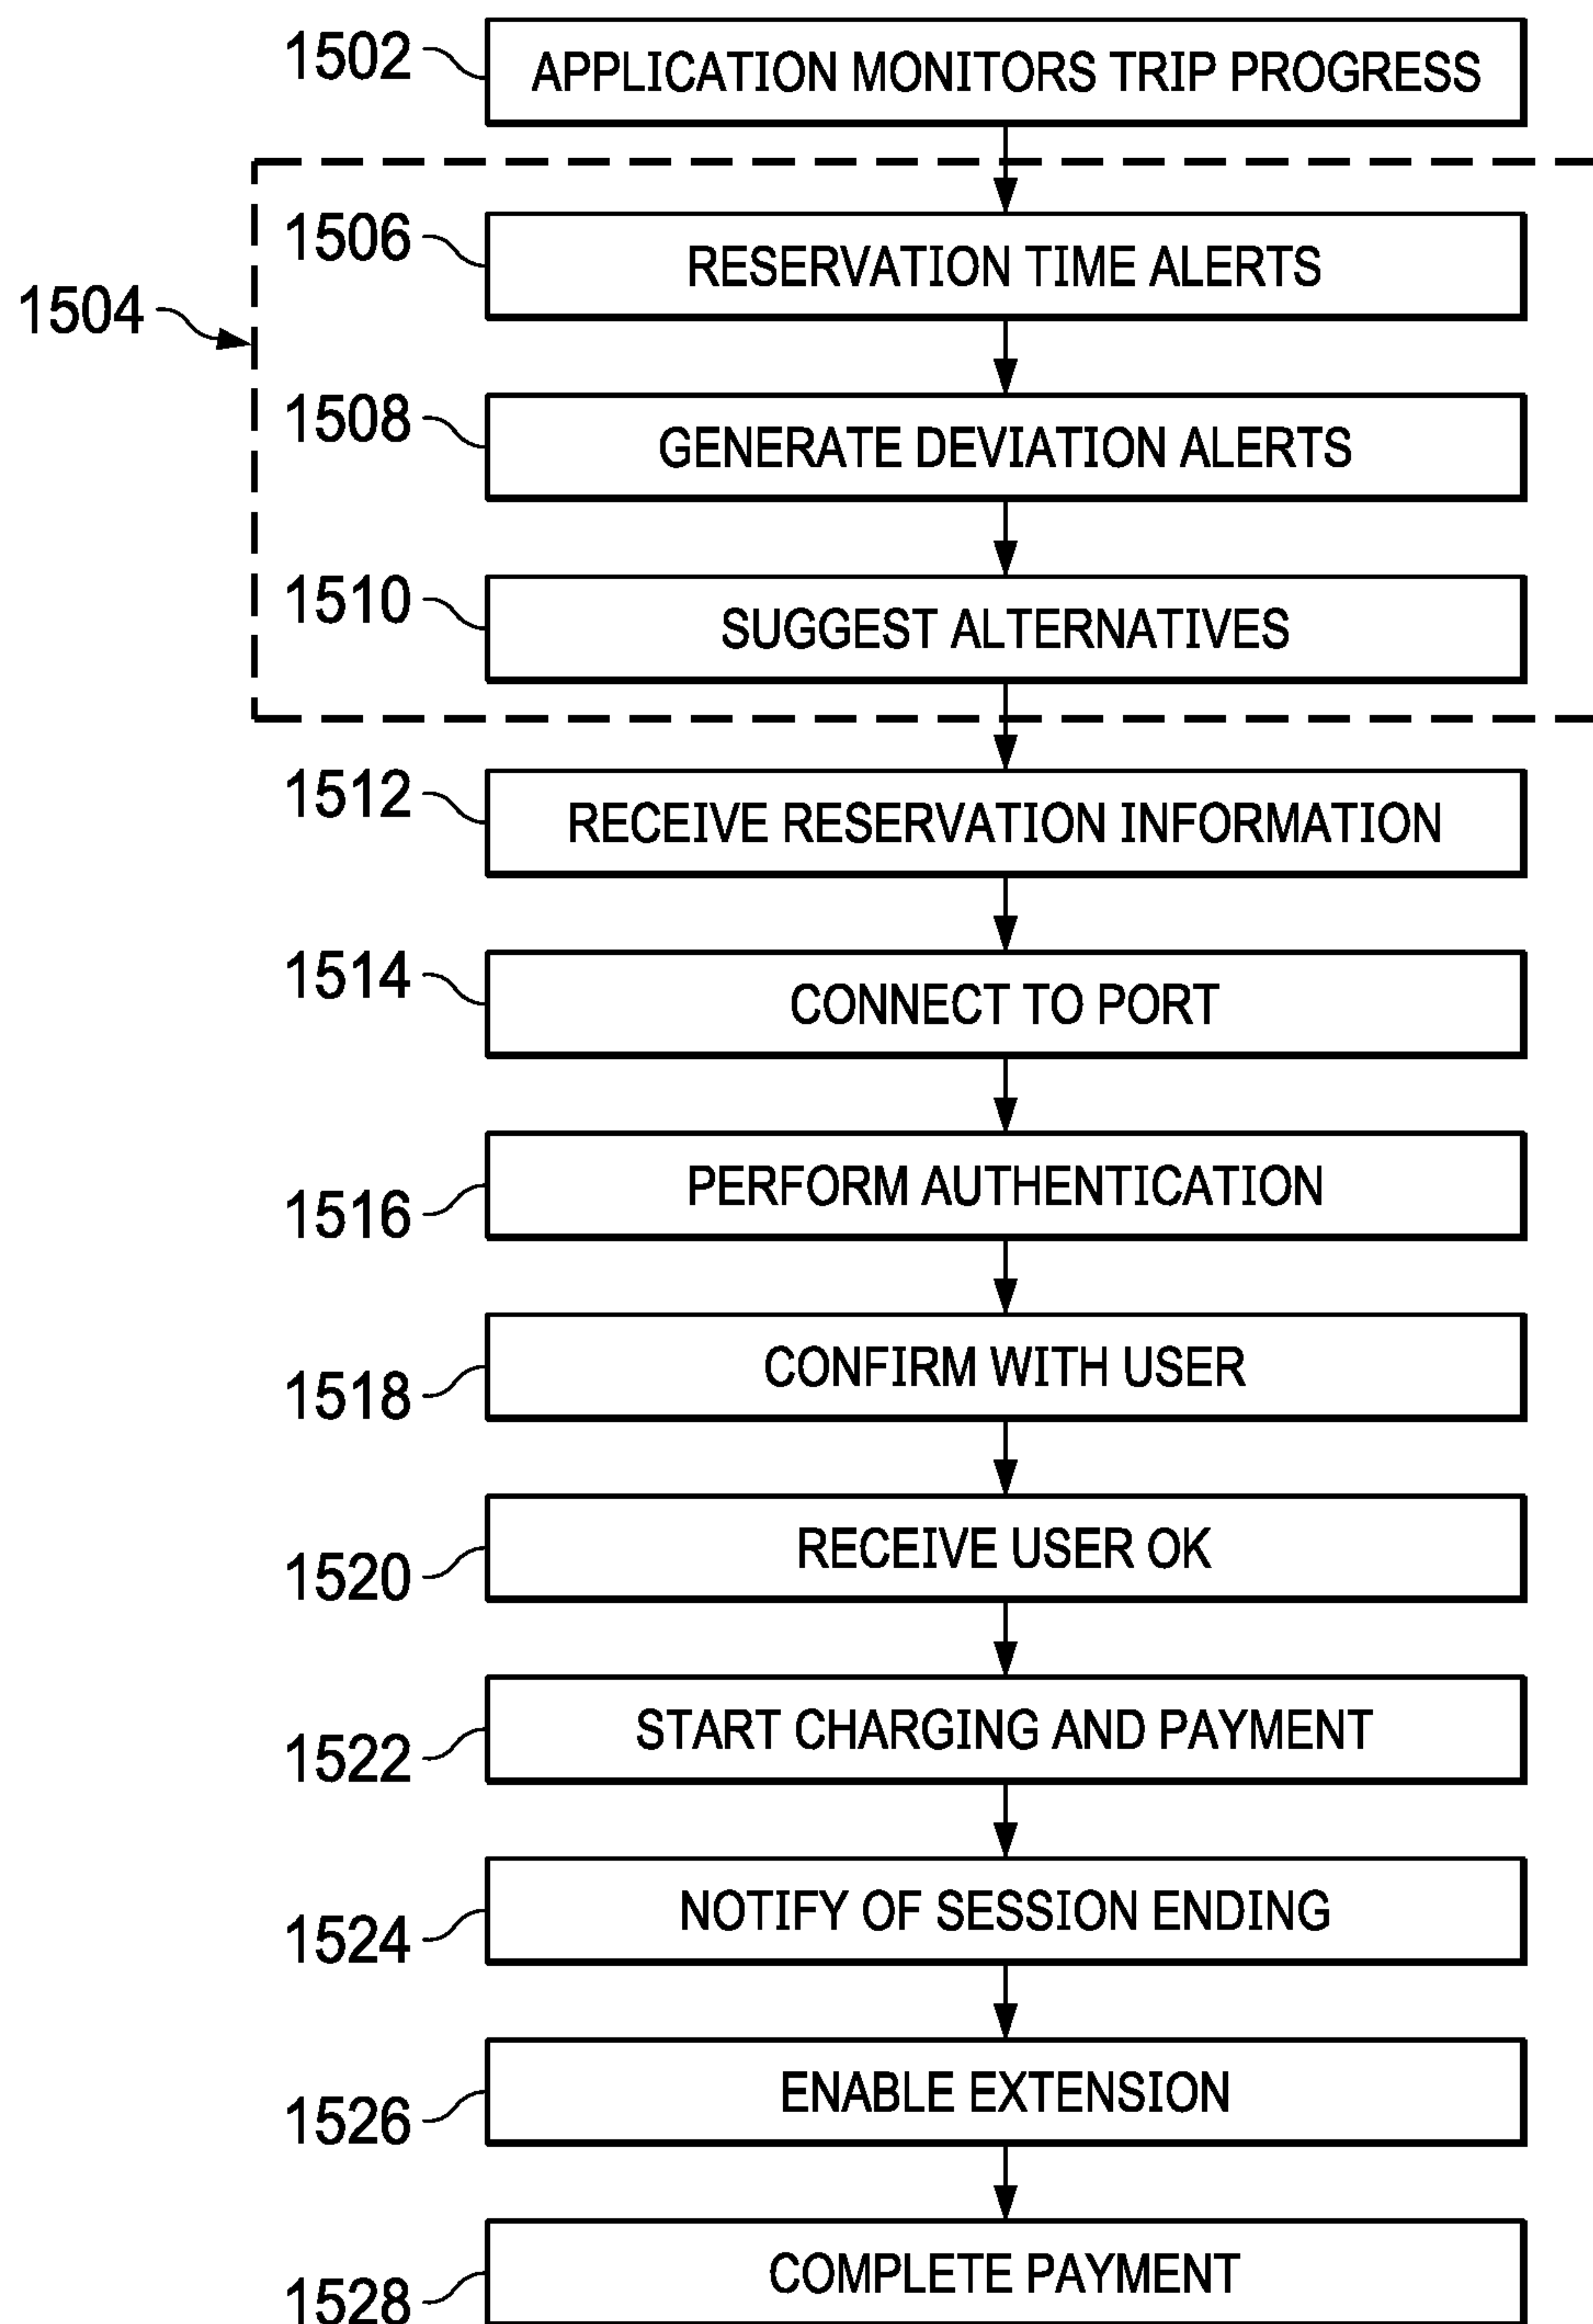 1502 APPLICATION MONITORS TRIP PROGRESS
1506 RESERVATION TIME ALERTS
1504
1508 GENERATE DEVIATION ALERTS
1510 SUGGEST ALTERNATIVES
1512 RECEIVE RESERVATION INFORMATION
1514 CONNECT TO PORT
1516 PERFORM AUTHENTICATION
1518 CONFIRM WITH USER
1520 RECEIVE USER OK
1522 START CHARGING AND PAYMENT
1524 NOTIFY OF SESSION ENDING
1526 ENABLE EXTENSION
1528 COMPLETE PAYMENT